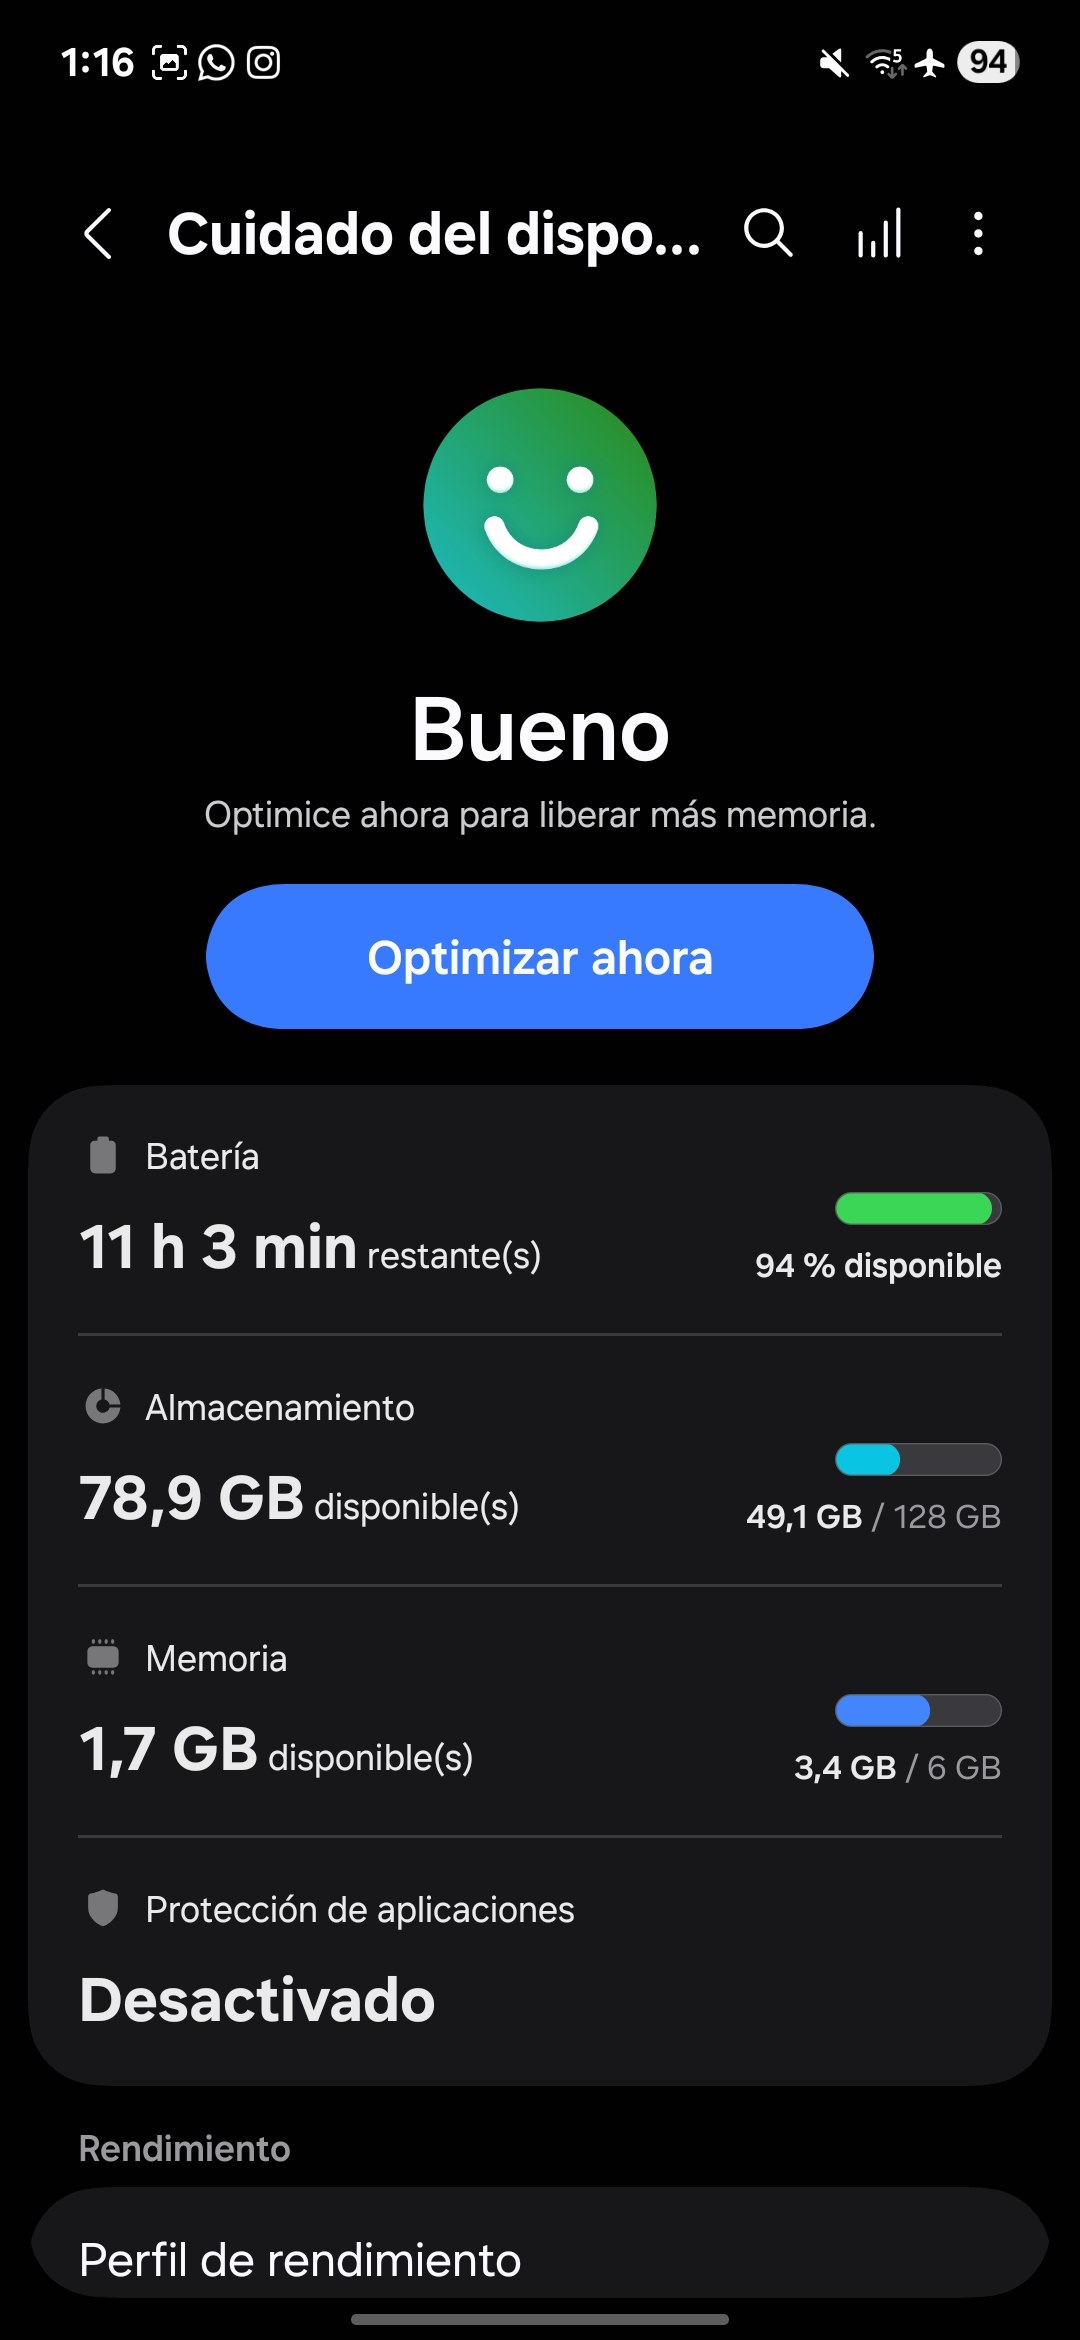 1:16
5
94
Cuidado del dispo...
Bueno
Optimice ahora para liberar más memoria.
Optimizar ahora
Batería
11 h 3 min restante(s)
94 % disponible
Almacenamiento
78,9 GB disponible(s)
49,1 GB / 128 GB
Memoria
1,7 GB disponible(s)
3,4 GB / 6 GB
Protección de aplicaciones
Desactivado
Rendimiento
Perfil de rendimiento